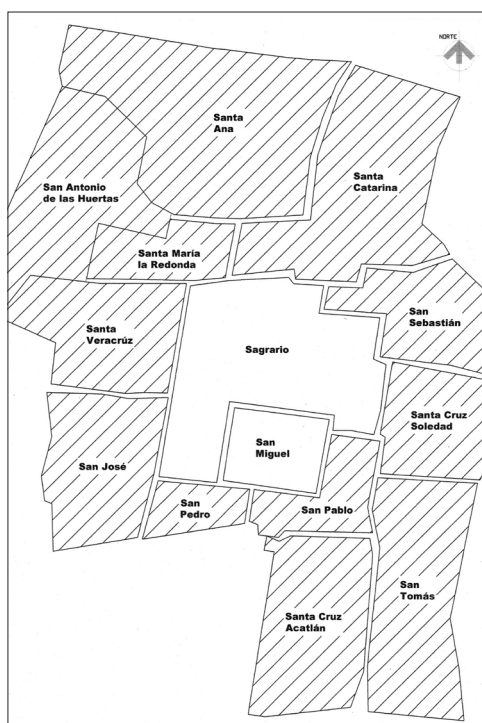 NORTE
Santa
Ana
Santa
Catarina
San Antonio
de las Huertas
Santa María
la Redonda
San
Sebastián
Santa
Veracrúz
Sagrario
Santa Cruz
Soledad
San
Miguel
San José
San
Pedro
San Pablo
San
Tomás
Santa Cruz
Acatlán